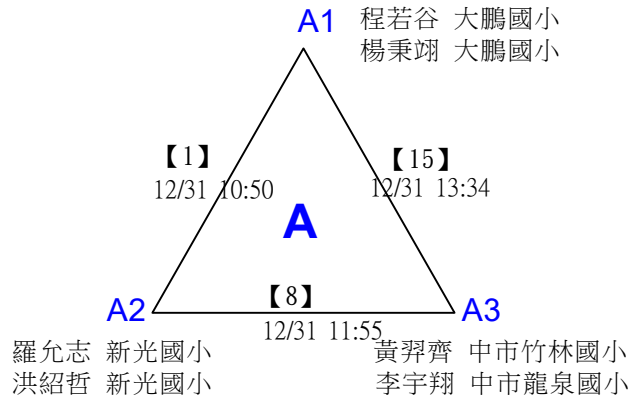 A1 程若谷 大鵬國小
楊秉翊 大鵬國小
【1】
12/31 10:50
【15】
12/31 13:34
A
A2
【8】
12/31 11:55
A3
羅允志 新光國小
洪紹哲 新光國小
黃羿齊 中市竹林國小
李宇翔 中市龍泉國小